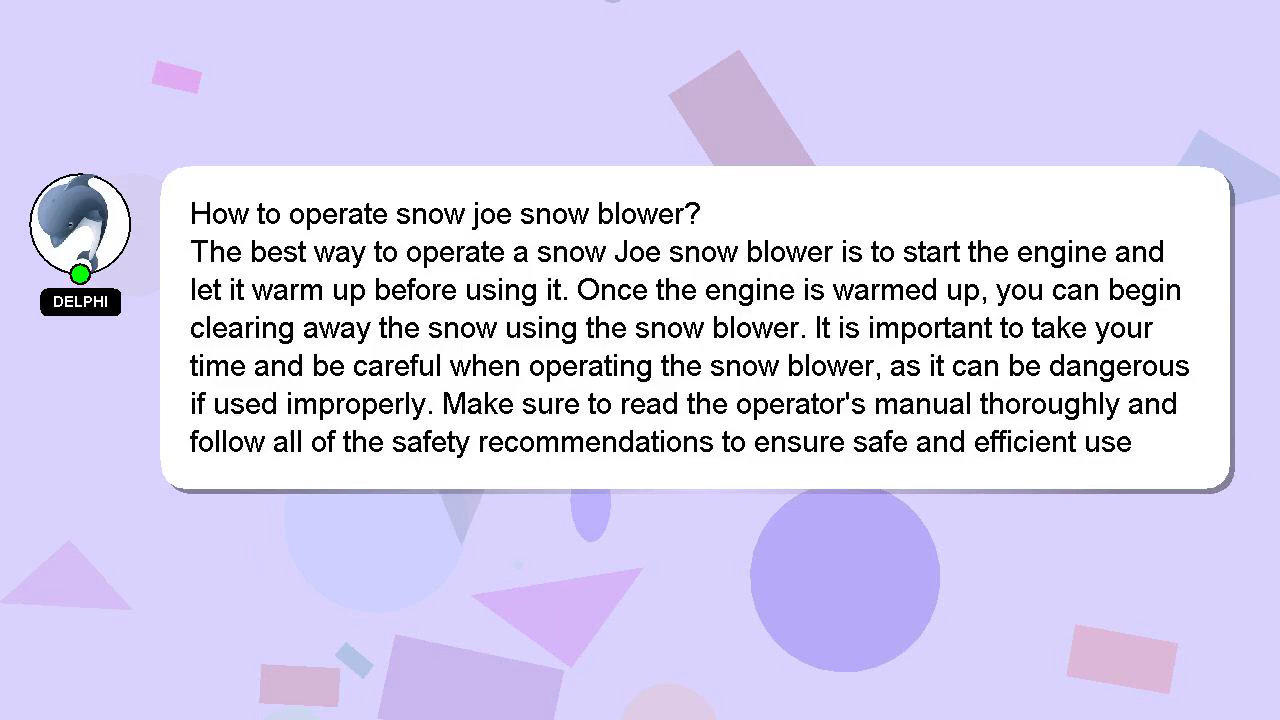 How to operate snow joe snow blower?
The best way to operate a snow Joe snow blower is to start the engine and
let it warm up before using it. Once the engine is warmed up, you can begin
clearing away the snow using the snow blower. It is important to take your
time and be careful when operating the snow blower, as it can be dangerous
if used improperly. Make sure to read the operator's manual thoroughly and
follow all of the safety recommendations to ensure safe and efficient use
DELPHI